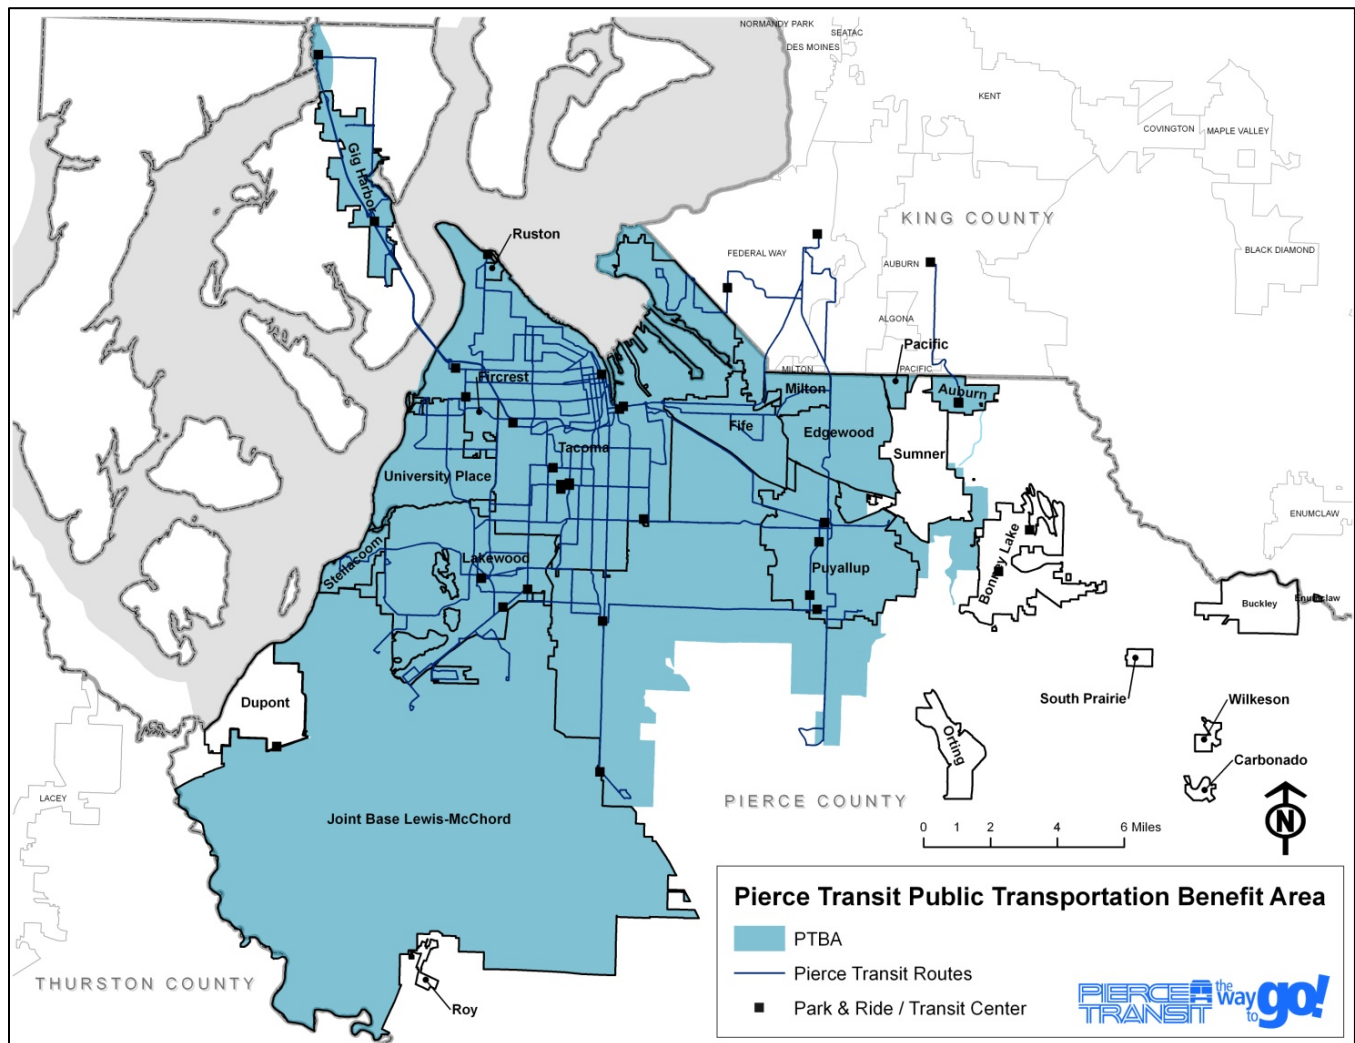 NORMANDY PARK
SEATAC
DES MOINES
KENT
COVINGTON
MAPLE VALLEY
KING COUNTY
Gig Harbor
Ruston
FEDERAL WAY
BLACK DIAMOND
AUBURN
ALGONA
Pacific
MILTON
PACIFIC
Fircrest
Milton
Auburn
Fife
Edgewood
Tacoma
Sumner
University Place
ENUMCLAW
Steilacoom
Lakewood
Puyallup
Bonney Lake
Buckley
Enumclaw
Dupont
South Prairie
Wilkeson
Orting
Carbonado
LACEY
PIERCE COUNTY
Joint Base Lewis-McChord
N
0 1 2 4 6 Miles
THURSTON COUNTY
Roy
Pierce Transit Public Transportation Benefit Area
PTBA
Pierce Transit Routes
Park & Ride / Transit Center
PIERCE TRANSIT
the way to go!